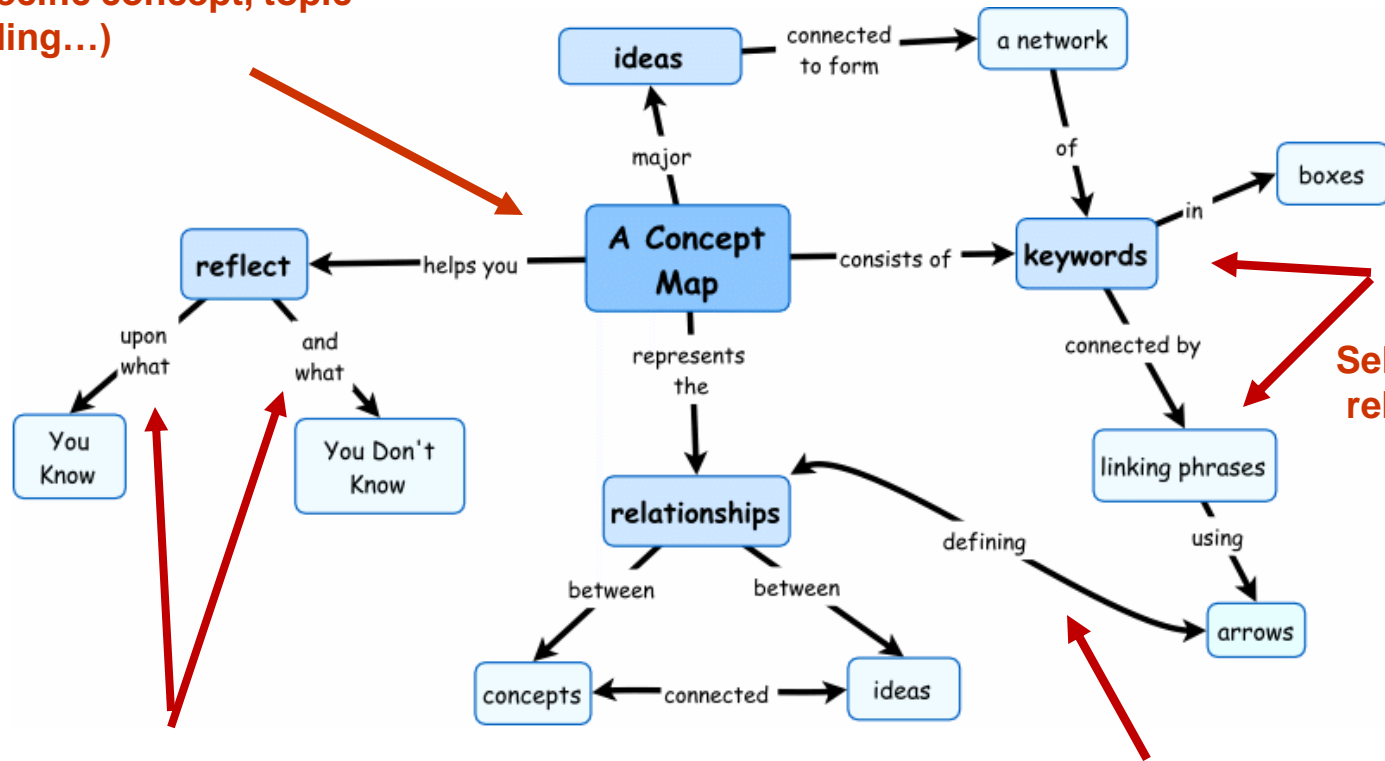 concept, topic
ideas
connected
to form
a network
major
of
boxes
in
A Concept
Map
consists of
keywords
helps you
reflect
upon
what
and
what
You
Know
You Don't
Know
represents
the
connected by
linking phrases
relationships
defining
using
arrows
between
between
concepts
connected
ideas